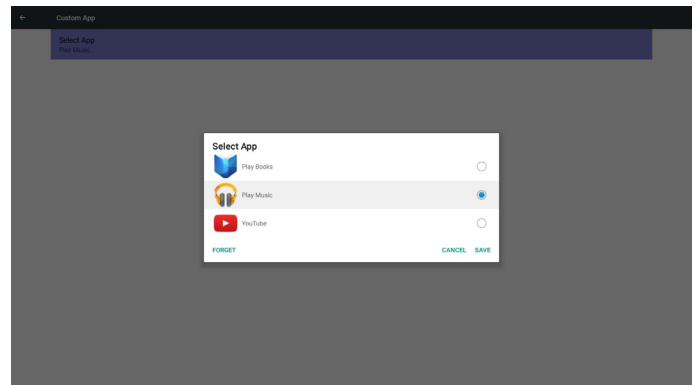 Custom App
Select App
Play Music
Select App
Play Books
Play Music
YouTube
FORGET
CANCEL SAVE